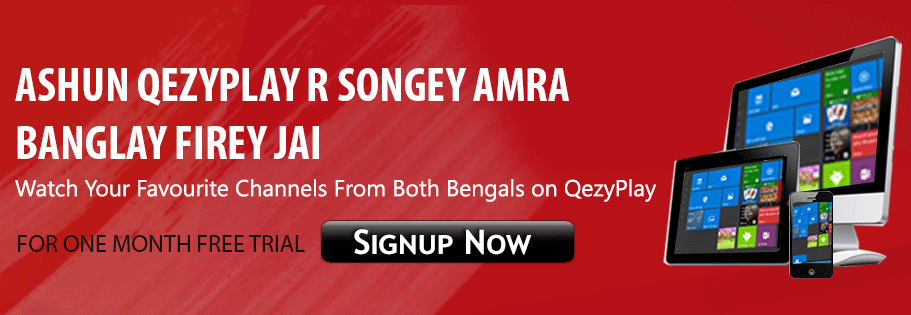 ASHUN QEZYPLAY R SONGEY AMRA
BANGLAY FIREY JAI
Watch Your Favourite Channels From Both Bengals on QezyPlay
FOR ONE MONTH FREE TRIAL
SIGNUP NOW